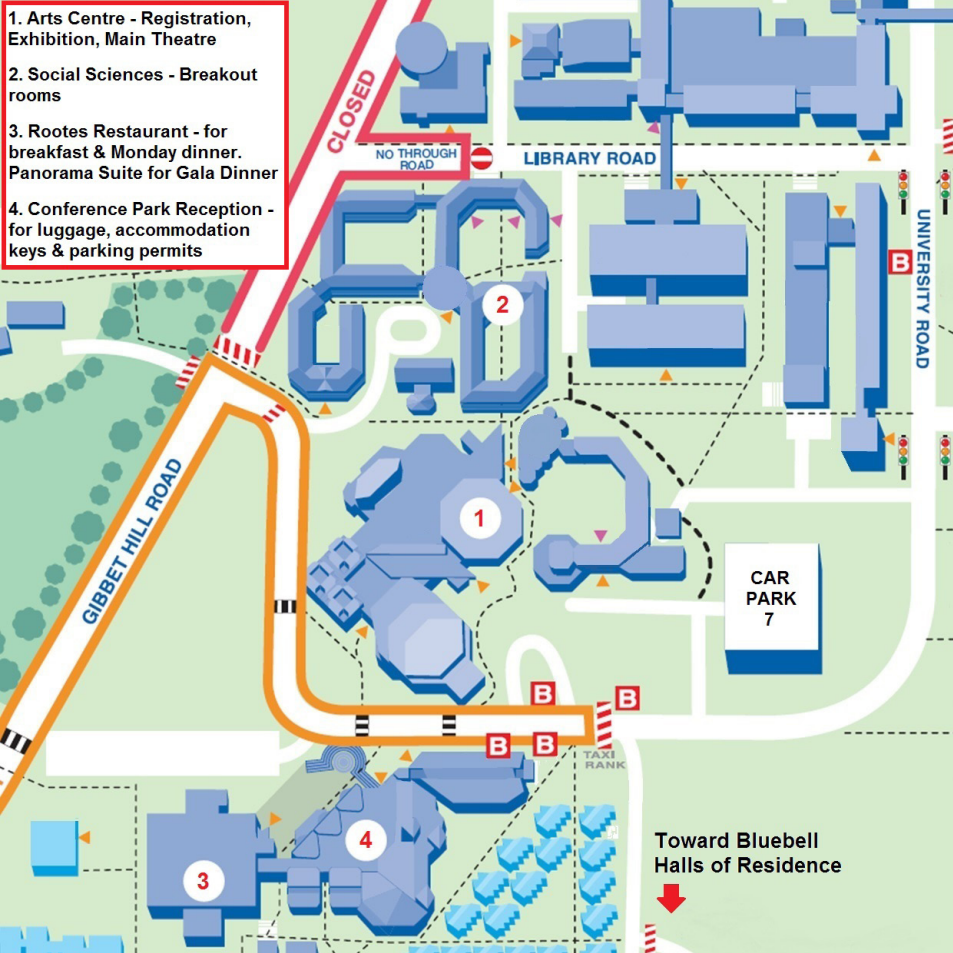 1. Arts Centre - Registration,
Exhibition, Main Theatre
2. Social Sciences - Breakout
rooms
3. Rootes Restaurant - for
breakfast & Monday dinner.
Panorama Suite for Gala Dinner
4. Conference Park Reception -
for luggage, accommodation
keys & parking permits
CLOSED
NO THROUGH
ROAD
LIBRARY ROAD
UNIVERSITY ROAD
B
2
GIBBET HILL ROAD
1
CAR
PARK
7
B
B
B
B
TAXI
RANK
4
3
Toward Bluebell
Halls of Residence